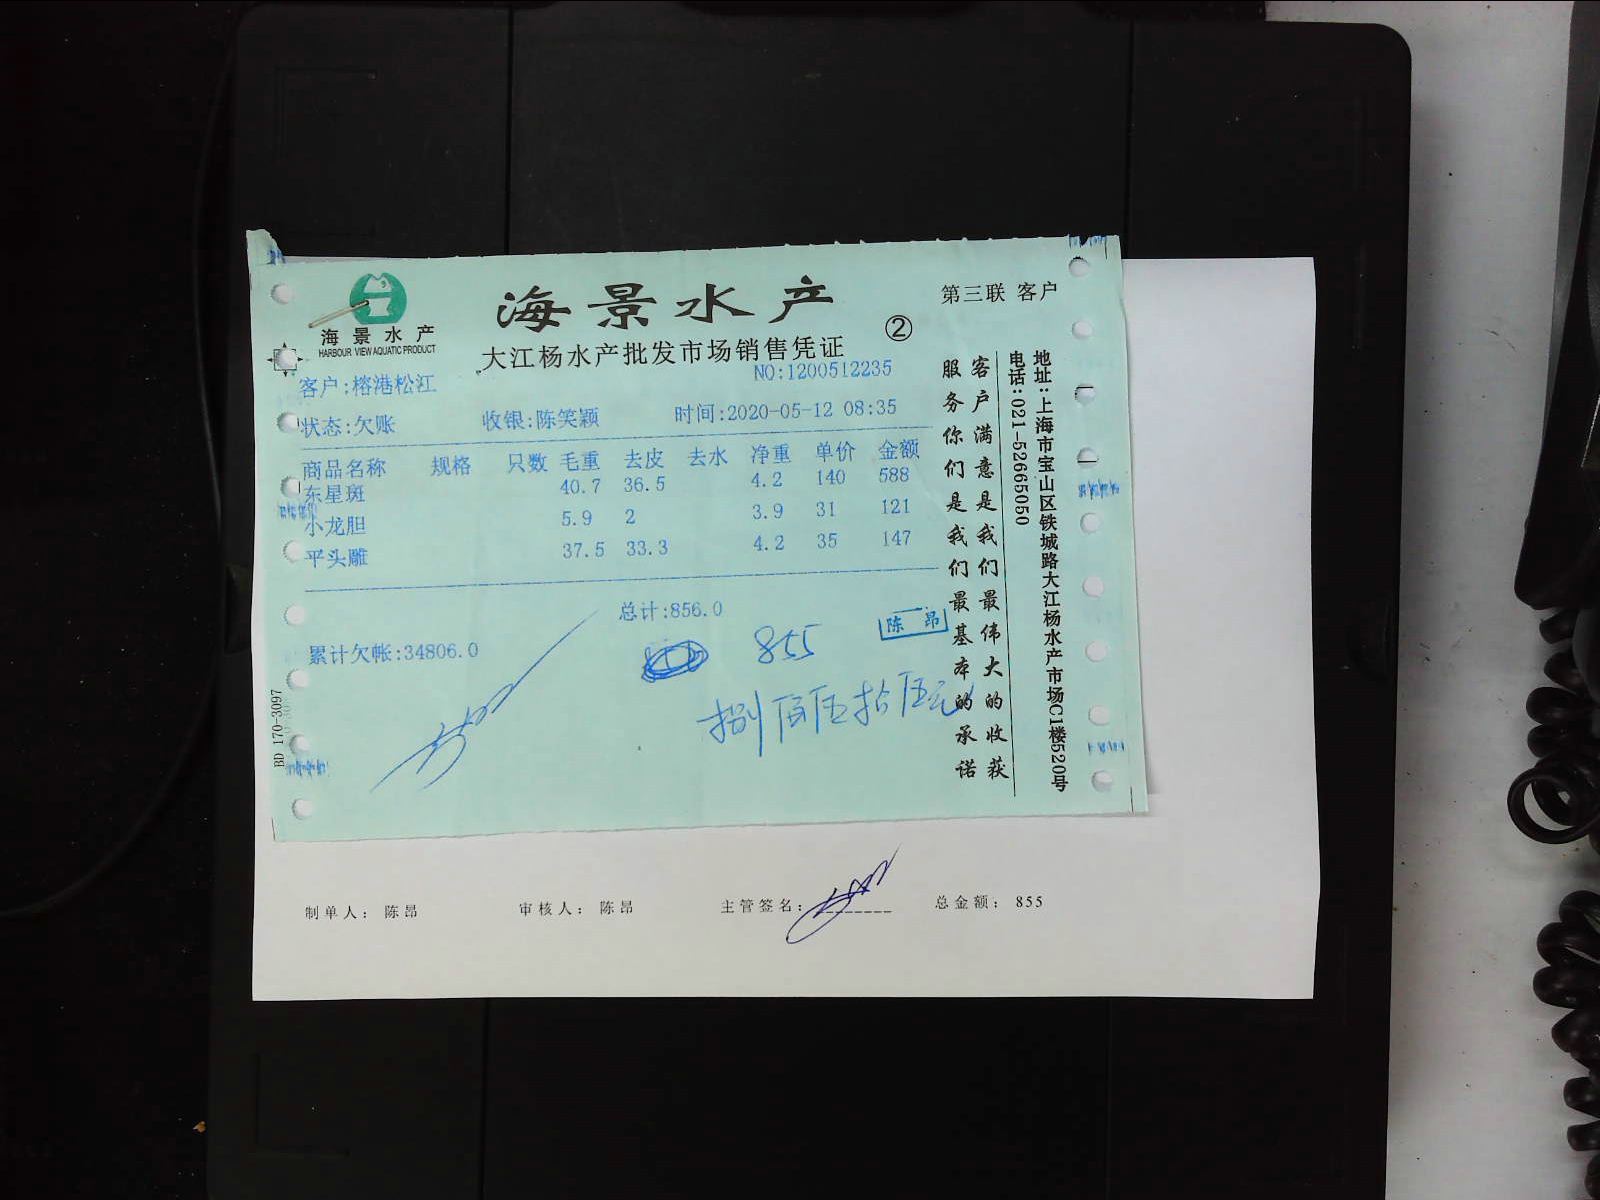 海景水产
HARBOUR VIEW AQUATIC PRODUCT
海景水产
第三联 客户
②
大江杨水产批发市场销售凭证
NO:1200512235
客户:榕港松江
状态:欠账 收银:陈笑颖 时间:2020-05-12 08:35
商品名称 规格 只数 毛重 去皮 去水 净重 单价 金额
东星斑 40.7 36.5 4.2 140 588
小龙胆 5.9 2 3.9 31 121
平头雕 37.5 33.3 4.2 35 147
总计:856.0
累计欠帐:34806.0
855
陈昂
捌佰伍拾伍元
BD 170-3097
客户满意是我们最伟大的收获
服务你们是我们最基本的承诺
地址:上海市宝山区铁城路大江杨水产市场C1楼520号
电话:021-52665050
制单人: 陈昂 审核人: 陈昂 主管签名: 总金额: 855